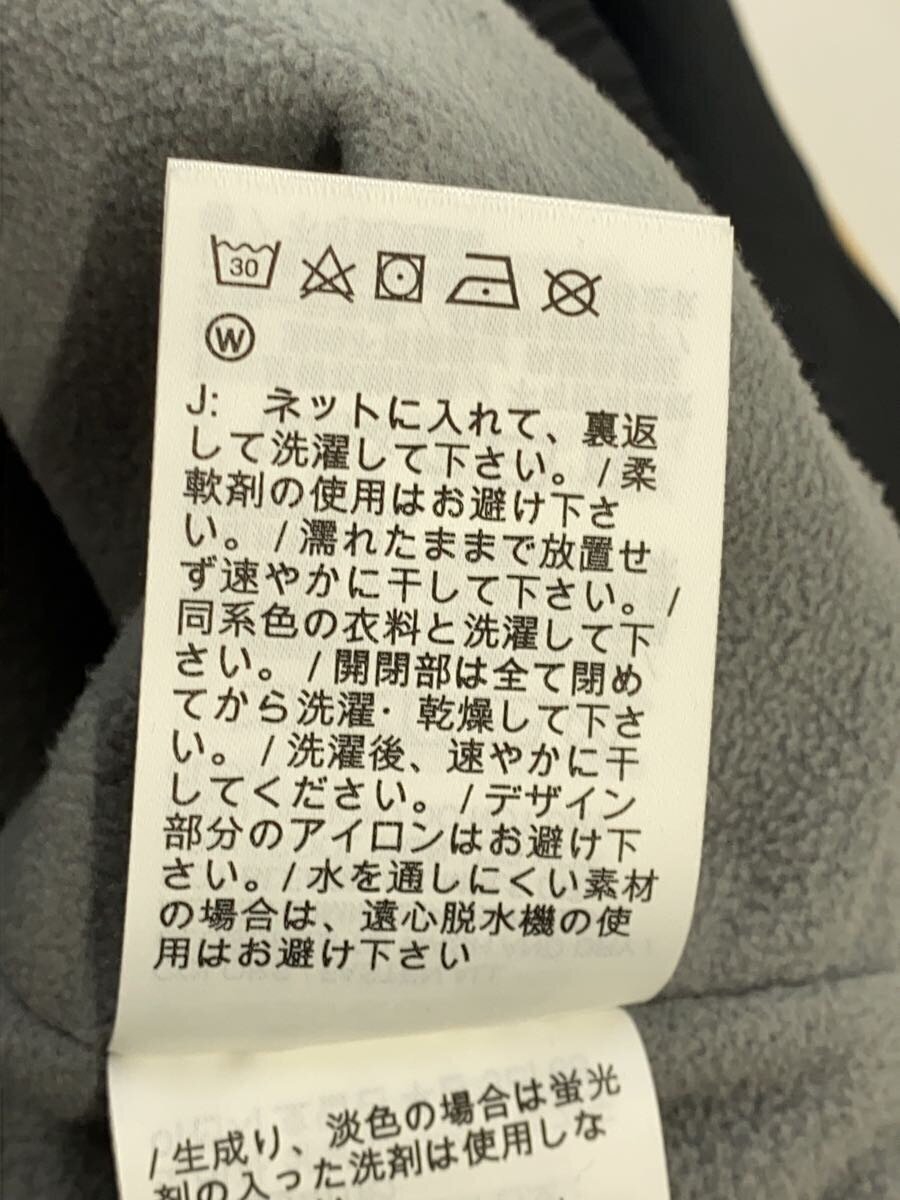 30
W
J: ネットに入れて、裏返
して洗濯して下さい。/柔
軟剤の使用はお避け下さ
い。/濡れたままで放置せ
ず速やかに干して下さい。/
同系色の衣料と洗濯して下
さい。/開閉部は全て閉め
てから洗濯・乾燥して下さ
い。/洗濯後、速やかに干
してください。/デザイン
部分のアイロンはお避け下
さい。/水を通しにくい素材
の場合は、遠心脱水機の使
用はお避け下さい
/生成り、淡色の場合は蛍光
剤の入った洗剤は使用しな